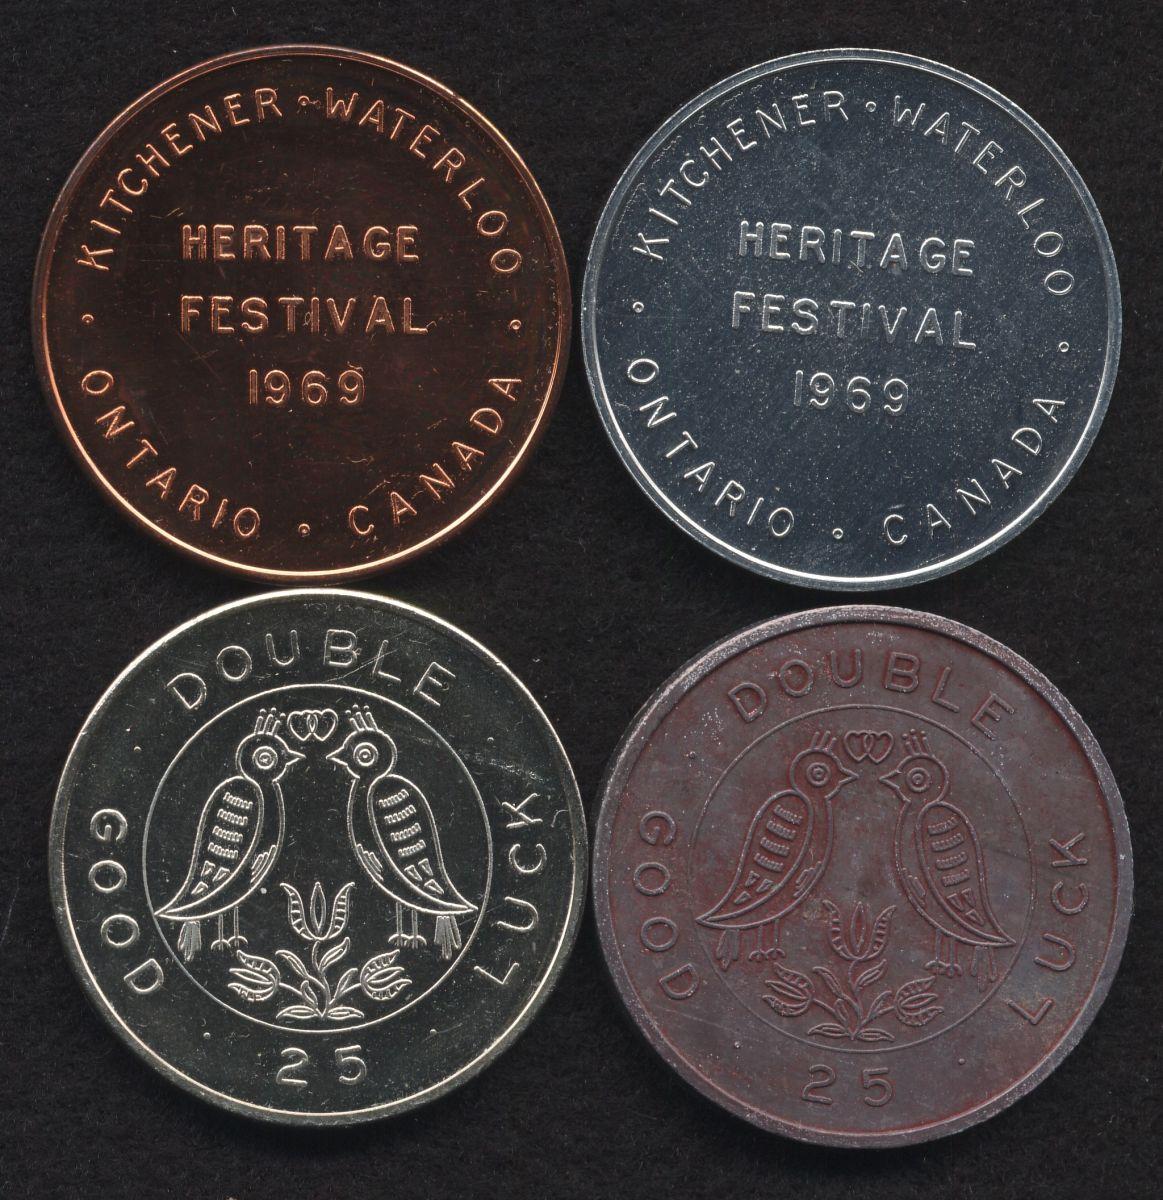 KITCHENER · WATERLOO
HERITAGE
FESTIVAL
1969
· ONTARIO · CANADA ·
KITCHENER · WATERLOO
HERITAGE
FESTIVAL
1969
· ONTARIO · CANADA ·
DOUBLE
GOOD
LUCK
· 25 ·
DOUBLE
GOOD
LUCK
· 25 ·